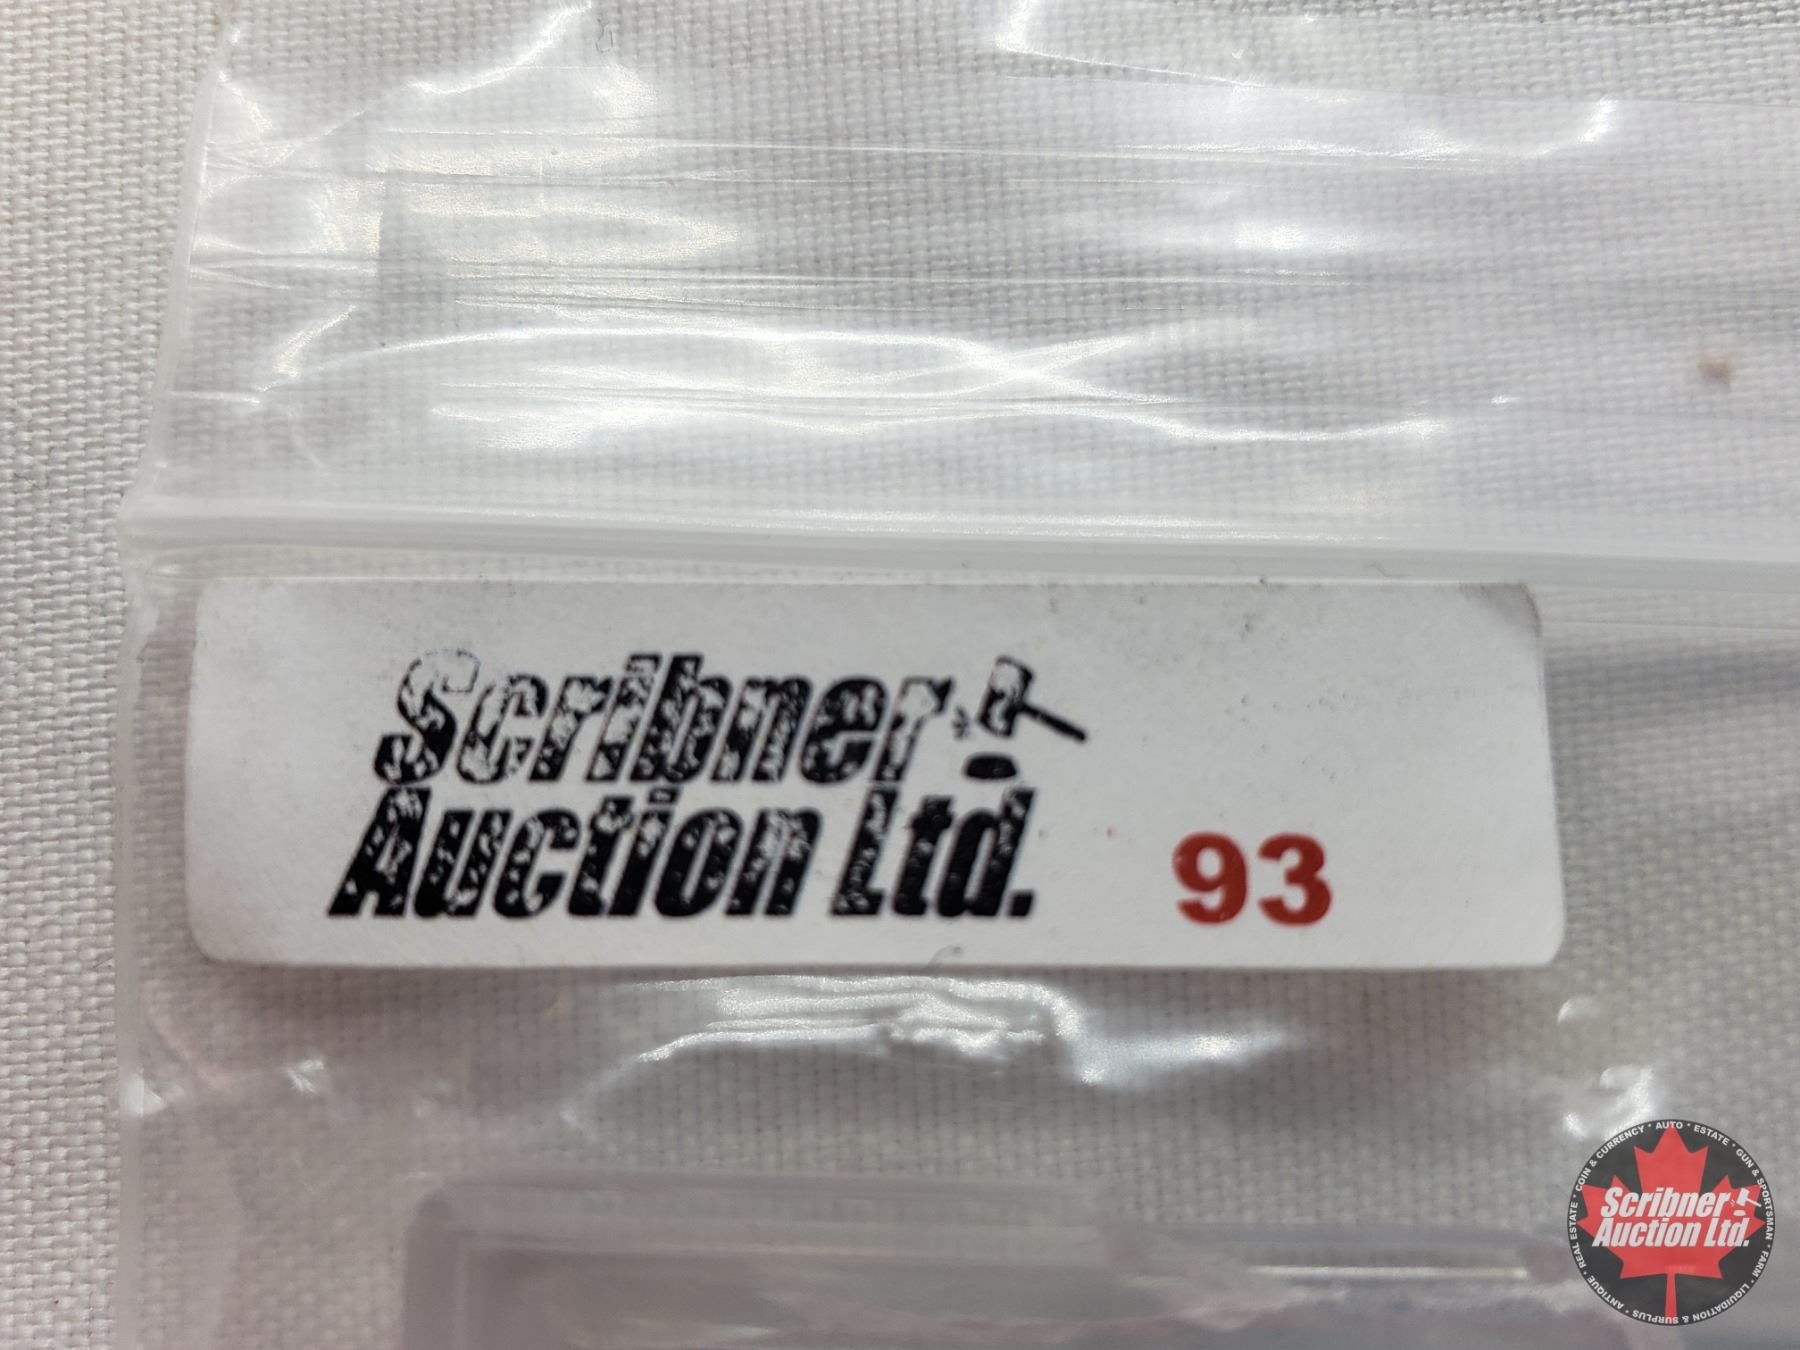 Scribner
Auction Ltd.
93
COIN & CURRENCY * AUTO * ESTATE * GUN & SPORTSMAN * FARM * LIQUIDATION & SURPLUS * ANTIQUE * REAL ESTATE *
Scribner
Auction Ltd.